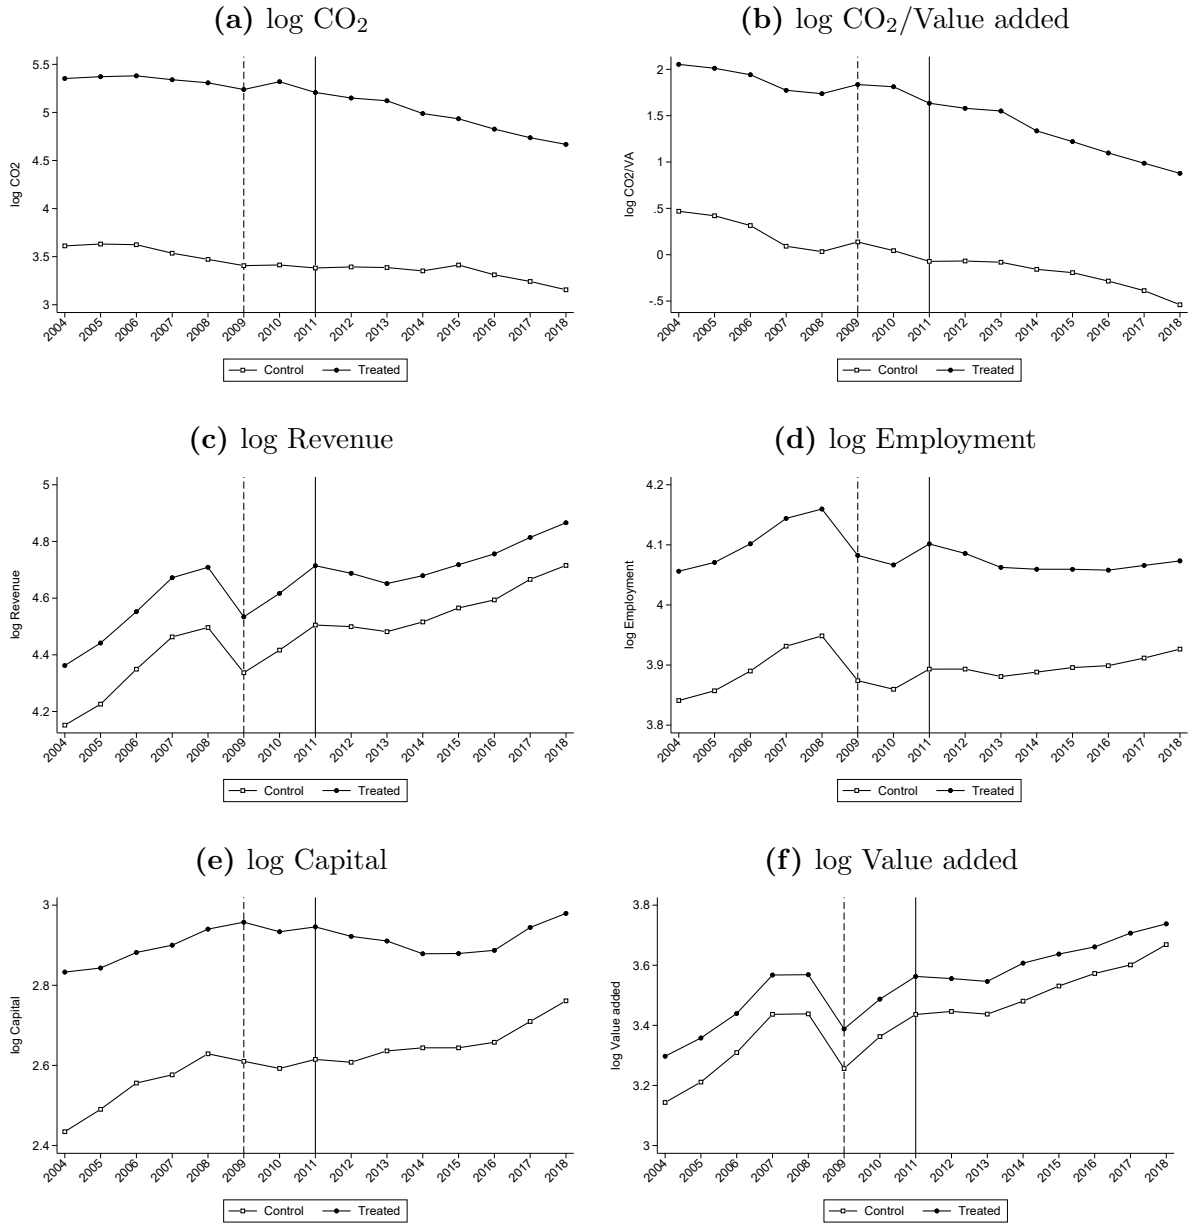 (a) log CO₂
5.5
5
4.5
4
3.5
3
log CO2
2004 2005 2006 2007 2008 2009 2010 2011 2012 2013 2014 2015 2016 2017 2018
Control Treated
(b) log CO₂/Value added
2
1.5
1
.5
0
-.5
log CO2/VA
2004 2005 2006 2007 2008 2009 2010 2011 2012 2013 2014 2015 2016 2017 2018
Control Treated
(c) log Revenue
5
4.8
4.6
4.4
4.2
log Revenue
2004 2005 2006 2007 2008 2009 2010 2011 2012 2013 2014 2015 2016 2017 2018
Control Treated
(d) log Employment
4.2
4.1
4
3.9
3.8
log Employment
2004 2005 2006 2007 2008 2009 2010 2011 2012 2013 2014 2015 2016 2017 2018
Control Treated
(e) log Capital
3
2.8
2.6
2.4
log Capital
2004 2005 2006 2007 2008 2009 2010 2011 2012 2013 2014 2015 2016 2017 2018
Control Treated
(f) log Value added
3.8
3.6
3.4
3.2
3
log Value added
2004 2005 2006 2007 2008 2009 2010 2011 2012 2013 2014 2015 2016 2017 2018
Control Treated